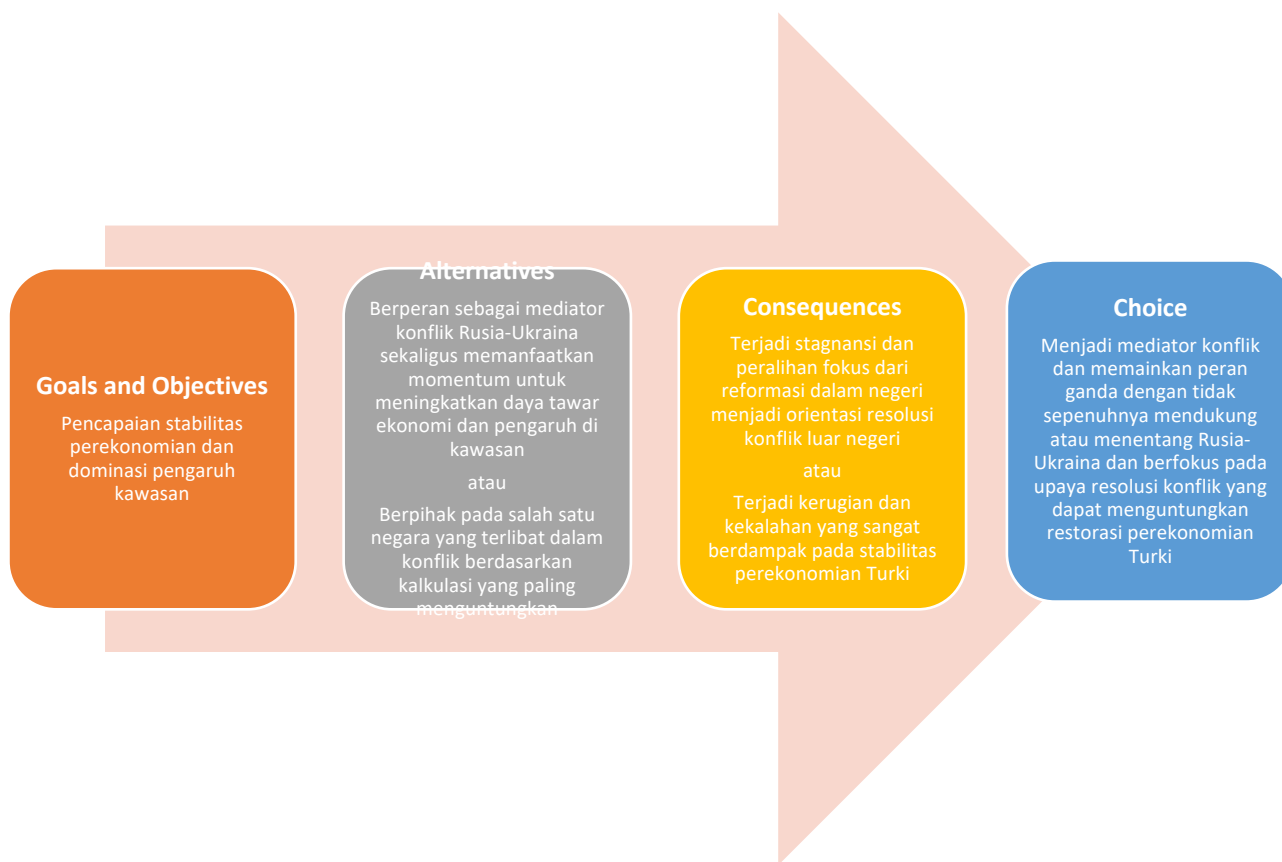 Goals and Objectives
Pencapaian stabilitas
perekonomian dan
dominasi pengaruh
kawasan
Alternatives
Berperan sebagai mediator
konflik Rusia-Ukraina
sekaligus memanfaatkan
momentum untuk
meningkatkan daya tawar
ekonomi dan pengaruh di
kawasan
atau
Berpihak pada salah satu
negara yang terlibat dalam
konflik berdasarkan
kalkulasi yang paling
menguntungkan
Consequences
Terjadi stagnansi dan
peralihan fokus dari
reformasi dalam negeri
menjadi orientasi resolusi
konflik luar negeri
atau
Terjadi kerugian dan
kekalahan yang sangat
berdampak pada stabilitas
perekonomian Turki
Choice
Menjadi mediator konflik
dan memainkan peran
ganda dengan tidak
sepenuhnya mendukung
atau menentang Rusia-
Ukraina dan berfokus pada
upaya resolusi konflik yang
dapat menguntungkan
restorasi perekonomian
Turki